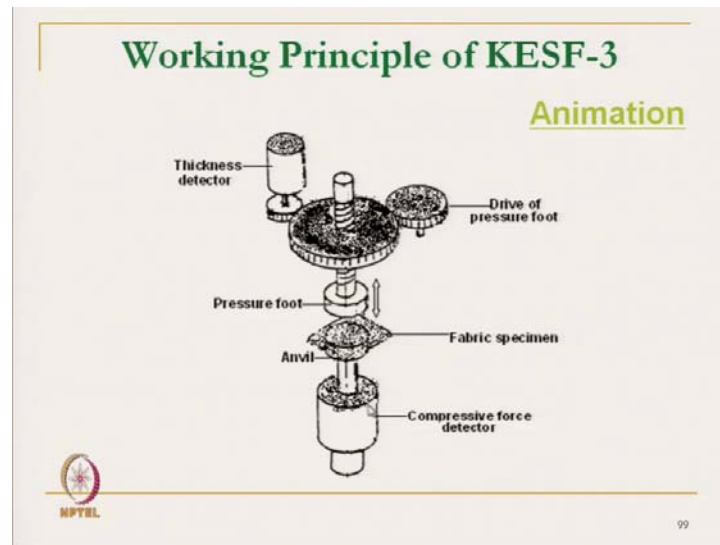 Working Principle of KESF-3
Animation
Thickness
detector
Drive of
pressure foot
Pressure foot
Fabric specimen
Anvil
Compressive force
detector
NPTEL
99